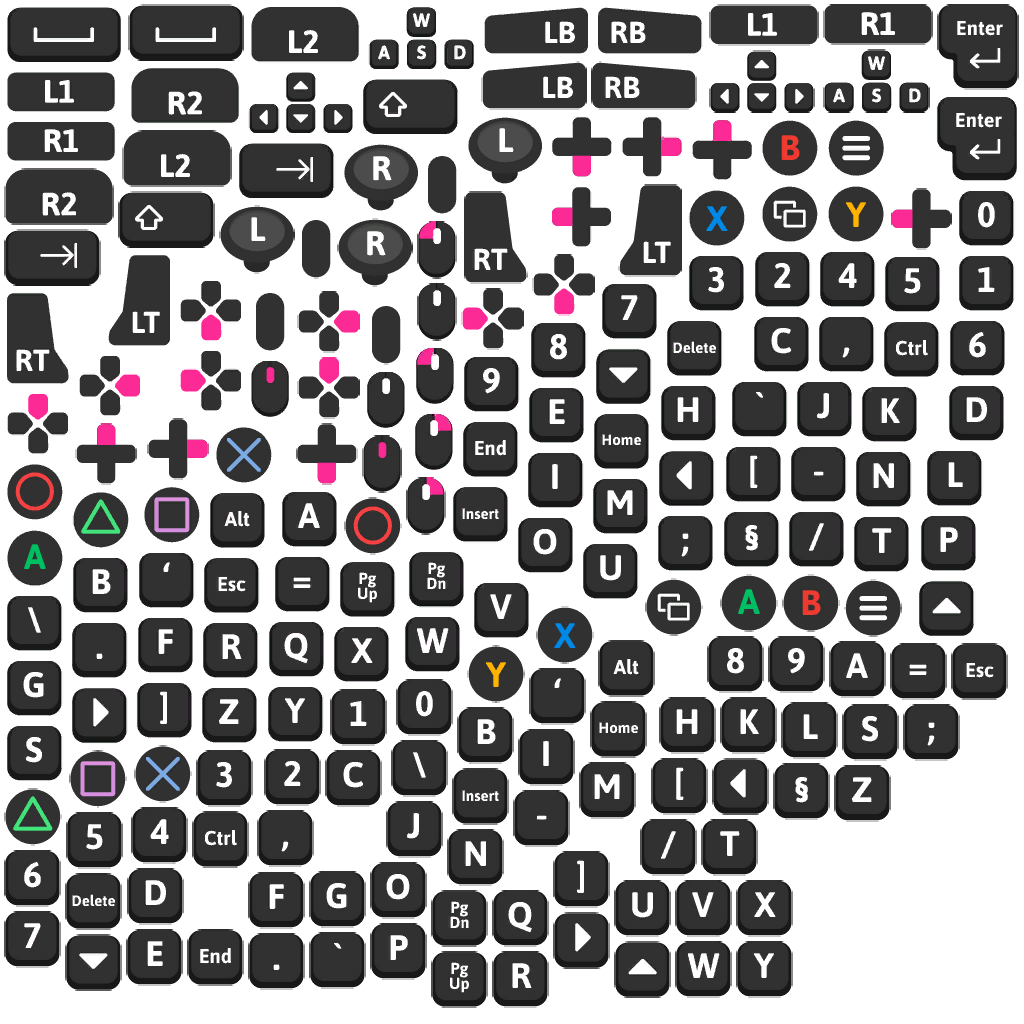 L2
W
A S D
LB RB
L1
R1
Enter
L1
R2
LB RB
W
A S D
R1
L2
L
B
Enter
R
R2
L
R
RT
LT
X
Y
0
LT
RT
3
2
4
5
1
7
8
9
Delete
C
,
Ctrl
6
E
H
`
J
K
D
End
Home
I
[
-
N
L
Alt
A
Insert
M
O
;
§
/
T
P
A
B
‘
Esc
=
Pg
Up
Pg
Dn
U
\
V
A
B
.
F
R
Q
X
W
X
G
Y
‘
Alt
8
9
A
=
Esc
]
Z
Y
1
0
B
Home
H
K
L
S
;
S
3
2
C
\
I
Insert
M
[
§
Z
5
4
Ctrl
,
J
-
N
/
T
6
Delete
D
F
G
O
]
Pg
Dn
Q
U
V
X
7
E
End
.
`
P
Pg
Up
R
W
Y